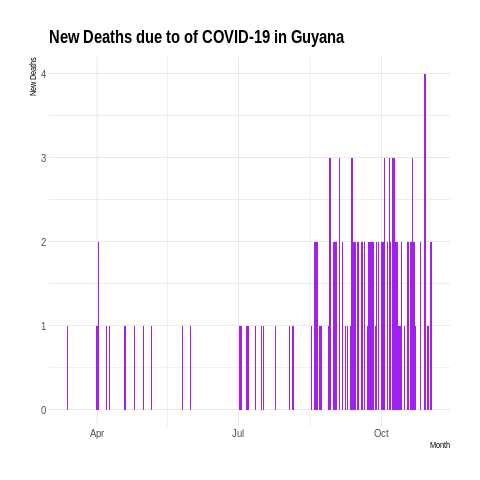 New Deaths due to of COVID-19 in Guyana
New Deaths
4
3
2
1
0
Apr
Jul
Oct
Month